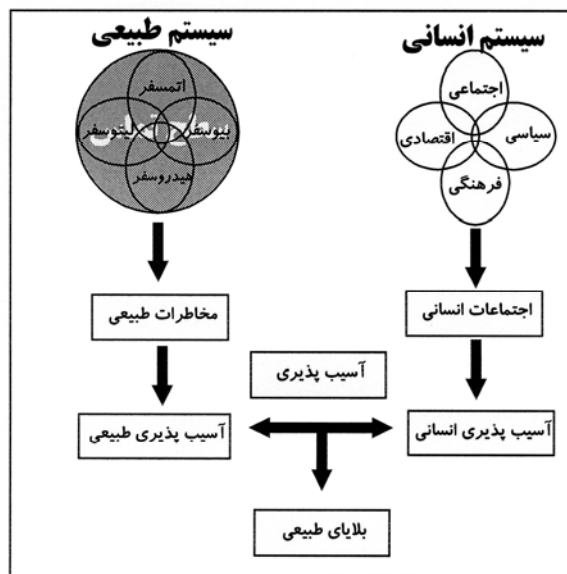 سیستم انسانی
اجتماعی
سیاسی
اقتصادی
فرهنگی
سیستم طبیعی
اتمسفر
بیوسفر
لیتوسفر
هیدروسفر
اجتماعات انسانی
مخاطرات طبیعی
آسیب پذیری
آسیب پذیری انسانی
آسیب پذیری طبیعی
بلایای طبیعی